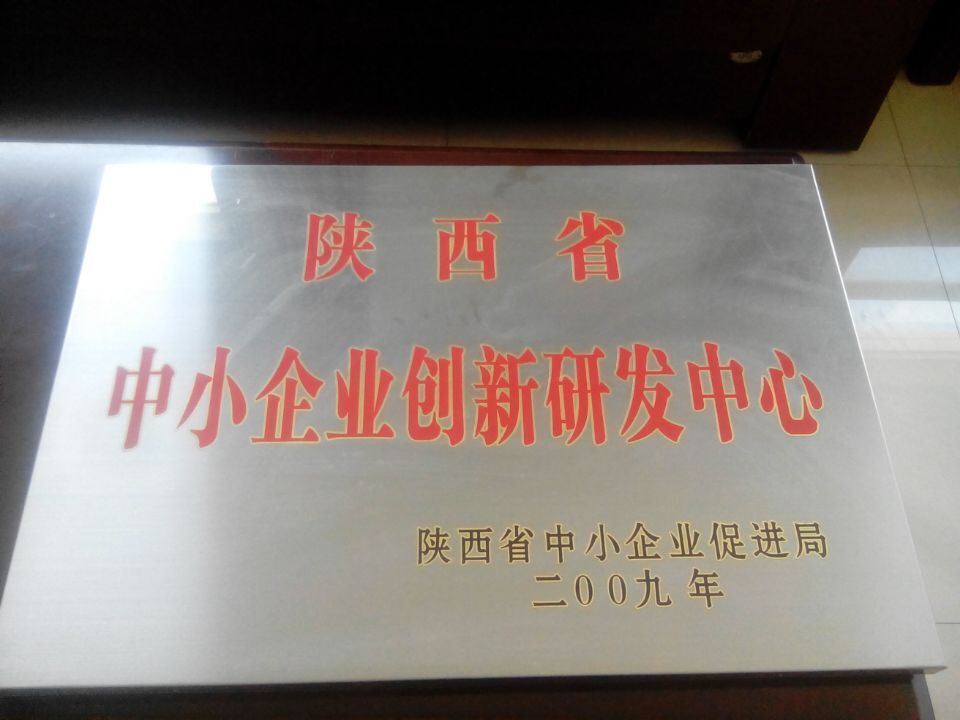 陕西省
中小企业创新研发中心
陕西省中小企业促进局
二00九年